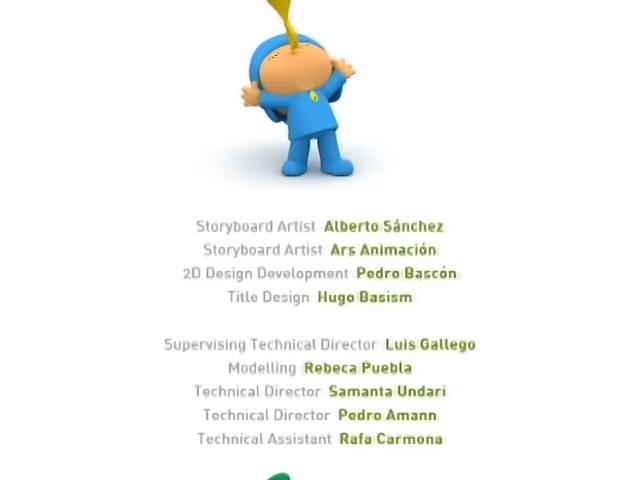 Storyboard Artist Alberto Sánchez
Storyboard Artist Ars Animación
2D Design Development Pedro Bascón
Title Design Hugo Basism
Supervising Technical Director Luis Gallego
Modelling Rebeca Puebla
Technical Director Samanta Undari
Technical Director Pedro Amann
Technical Assistant Rafa Carmona